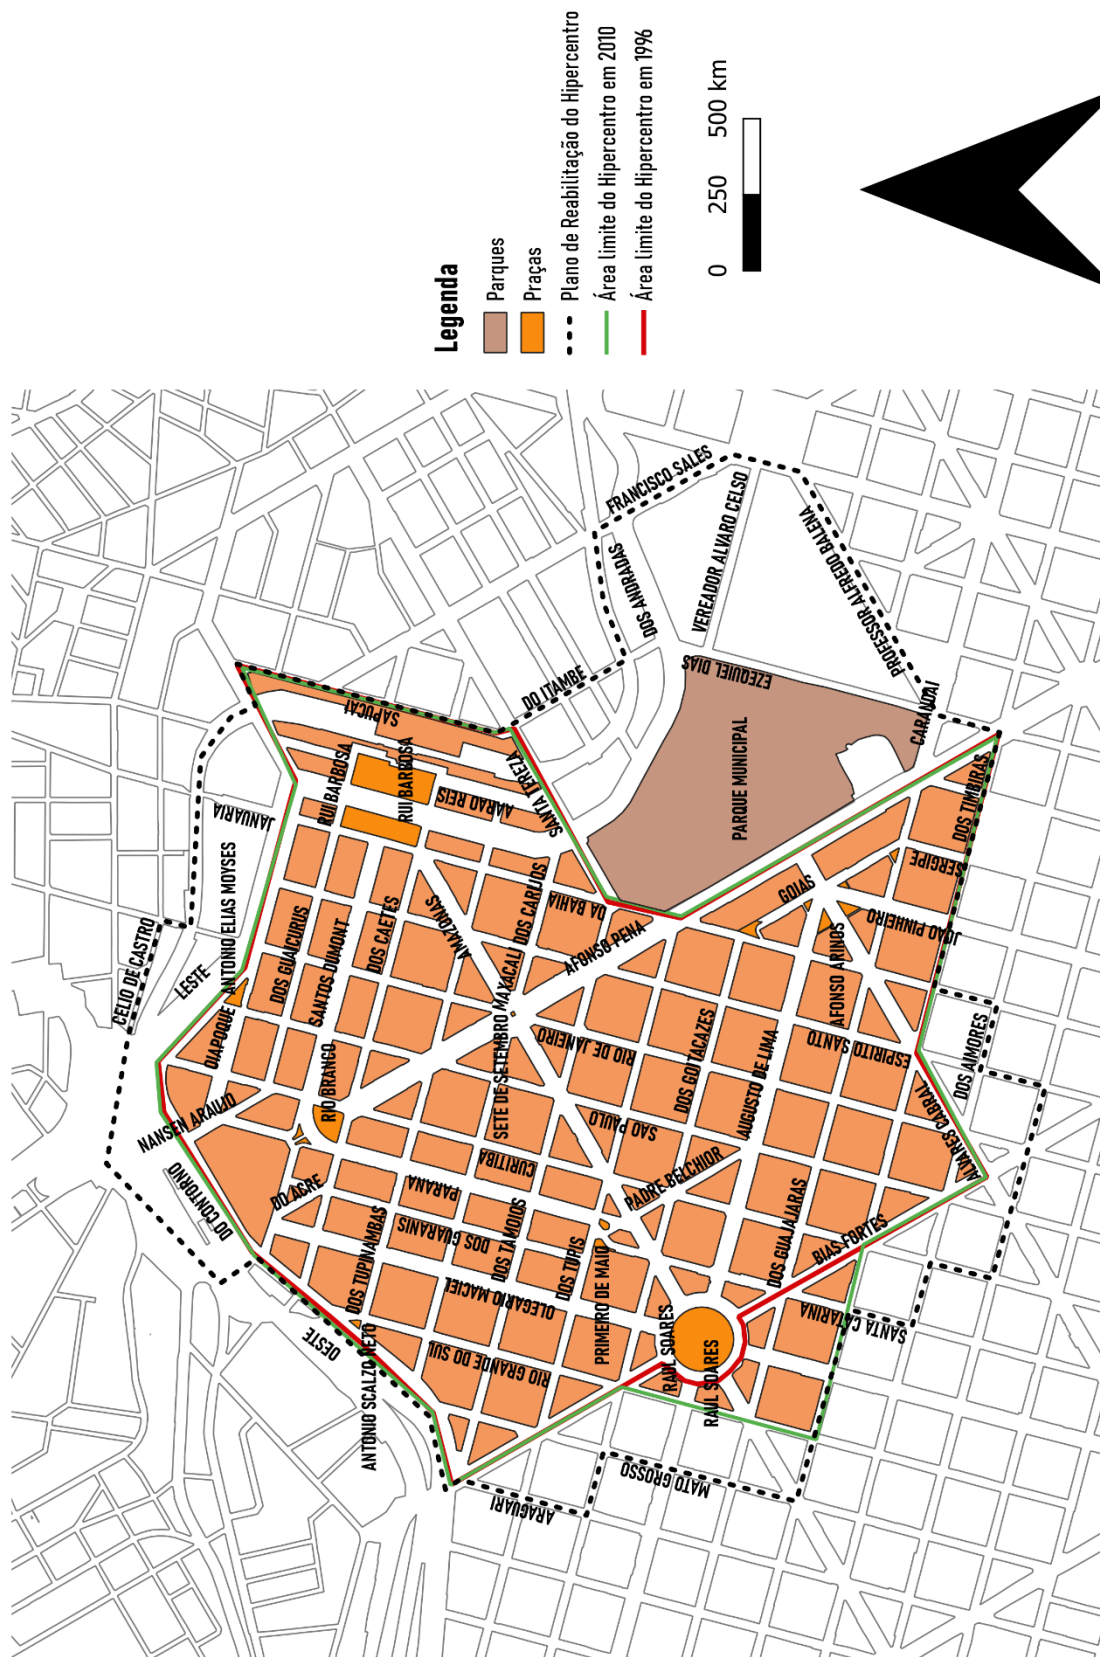 Legenda
Parques
Praças
Plano de Reabilitação do Hipercentro
Área limite do Hipercentro em 2010
Área limite do Hipercentro em 1996
0 250 500 km
CELIO DE CASTRO
LESTE
ANTONIO ELIAS MOYSES
JANUARIA
OIAPOQUE
NANSEN ARAUJO
DO CONTORNO
DO ACRE
RIO BRANCO
DOS GUAICURUS
SANTOS DUMONT
DOS CAETES
RUI BARBOSA
RUI BARBOSA
SAPUCAI
AARAO REIS
SANTA TEREZA
DO ITAMBE
DOS ANDRADAS
FRANCISCO SALES
VEREADOR ALVARO CELSO
PROFESSOR ALFREDO BALENA
EZEQUIEL DIAS
PARQUE MUNICIPAL
CARANDAI
AMAZONAS
SETE DE SETEMBRO
MAXACALI
DOS CARIJOS
DA BAHIA
AFONSO PENA
OESTE
ANTONIO SCALZO NETO
DOS TUPINAMBAS
DOS GUARANIS
PARANA
CURITIBA
DOS TAMOIOS
OLEGARIO MACIEL
RIO GRANDE DO SUL
DOS TUPIS
PRIMEIRO DE MAIO
PADRE BELCHIOR
SAO PAULO
RIO DE JANEIRO
DOS GOITACAZES
AUGUSTO DE LIMA
GOIAS
AFONSO ARINOS
JOAO PINHEIRO
SERGIPE
DOS TIMBIRAS
ESPIRITO SANTO
DOS AIMORES
ALVARES CABRAL
DOS GUAJAJARAS
BIAS FORTES
SANTA CATARINA
RAUL SOARES
RAUL SOARES
MATO GROSSO
ARAGUARI